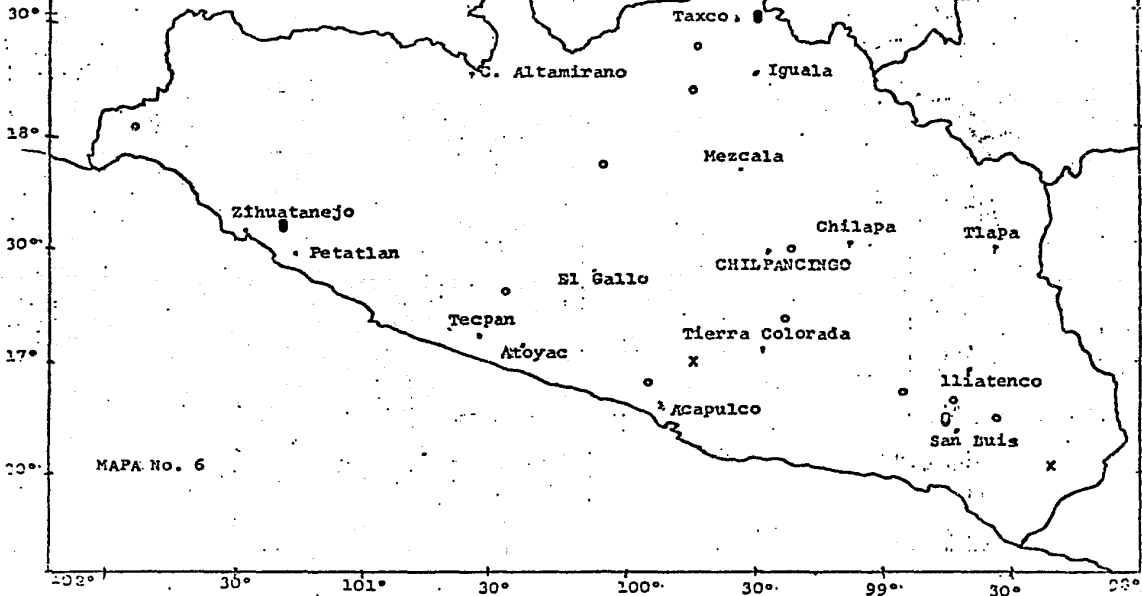 30°
Taxco
C. Altamirano
Iguala
18°
Mezcala
Zihuatanejo
Chilapa
Tlapa
30°
Petatlan
CHILPANCINGO
El Gallo
Tecpan
Tierra Colorada
Atoyac
17°
x
Iliatenco
Acapulco
San Luis
MAPA No. 6
x
30°
101°
30°
100°
30°
99°
30°